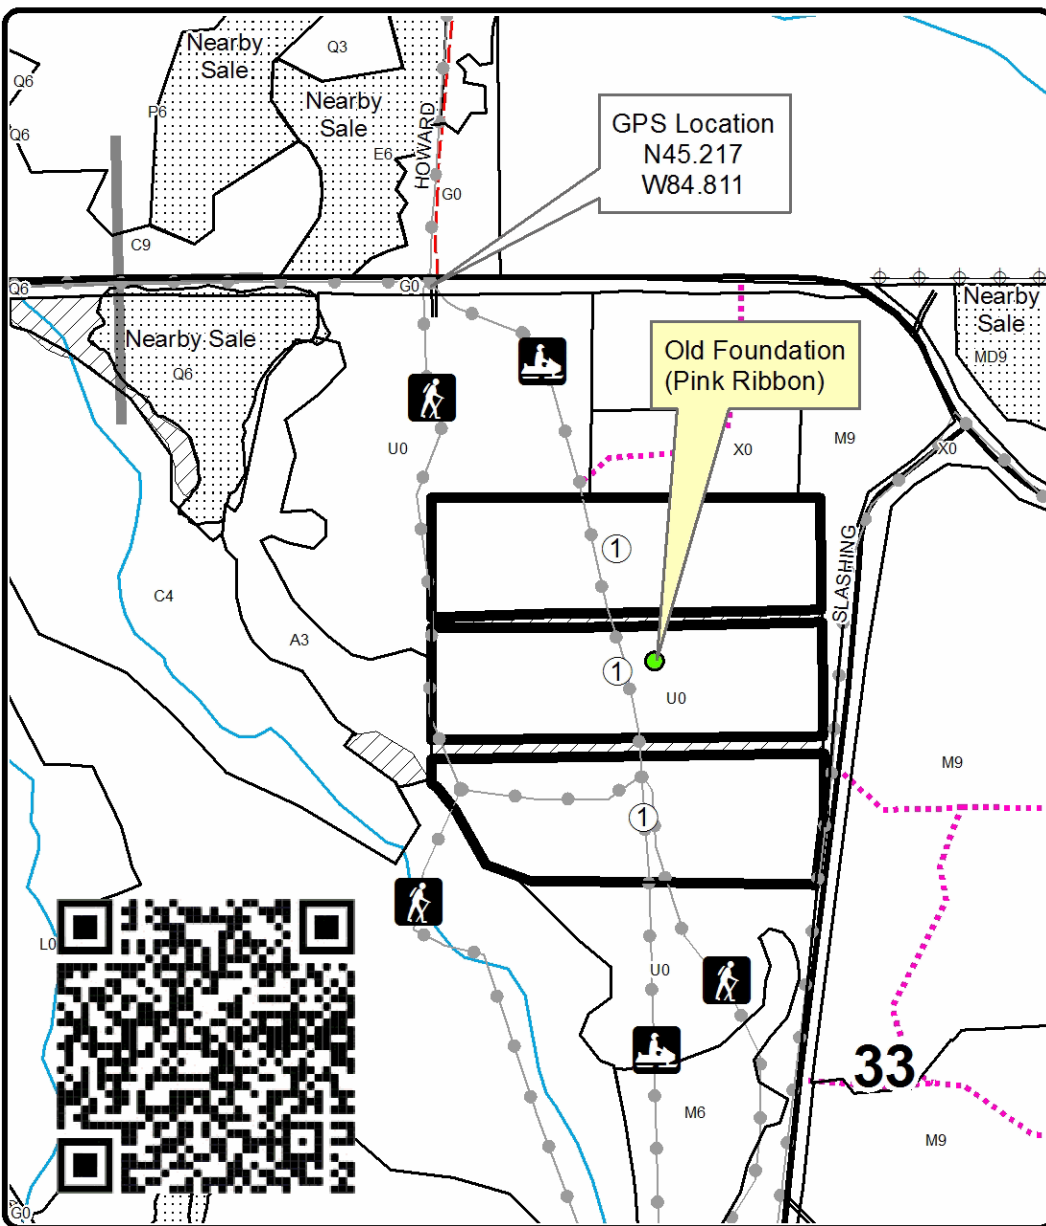 Nearby
Sale
Q3
Q6
Nearby
Sale
P6
Q6
E6
HOWARD
G0
GPS Location
N45.217
W84.811
C9
Q6
G0
Nearby
Sale
MD9
Nearby Sale
Q6
Old Foundation
(Pink Ribbon)
U0
X0
M9
X0
1
SLASHING
C4
A3
1
U0
M9
1
L0
U0
33
M6
M9
G0